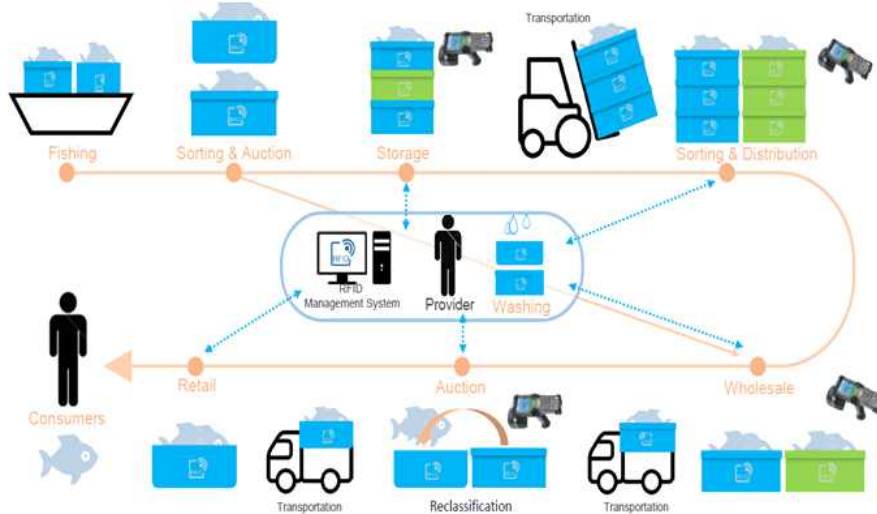 Transportation
Fishing
Sorting & Auction
Storage
Sorting & Distribution
RFID
RFID
Management System
Provider
Washing
Retail
Auction
Wholesale
Consumers
Transportation
Reclassification
Transportation